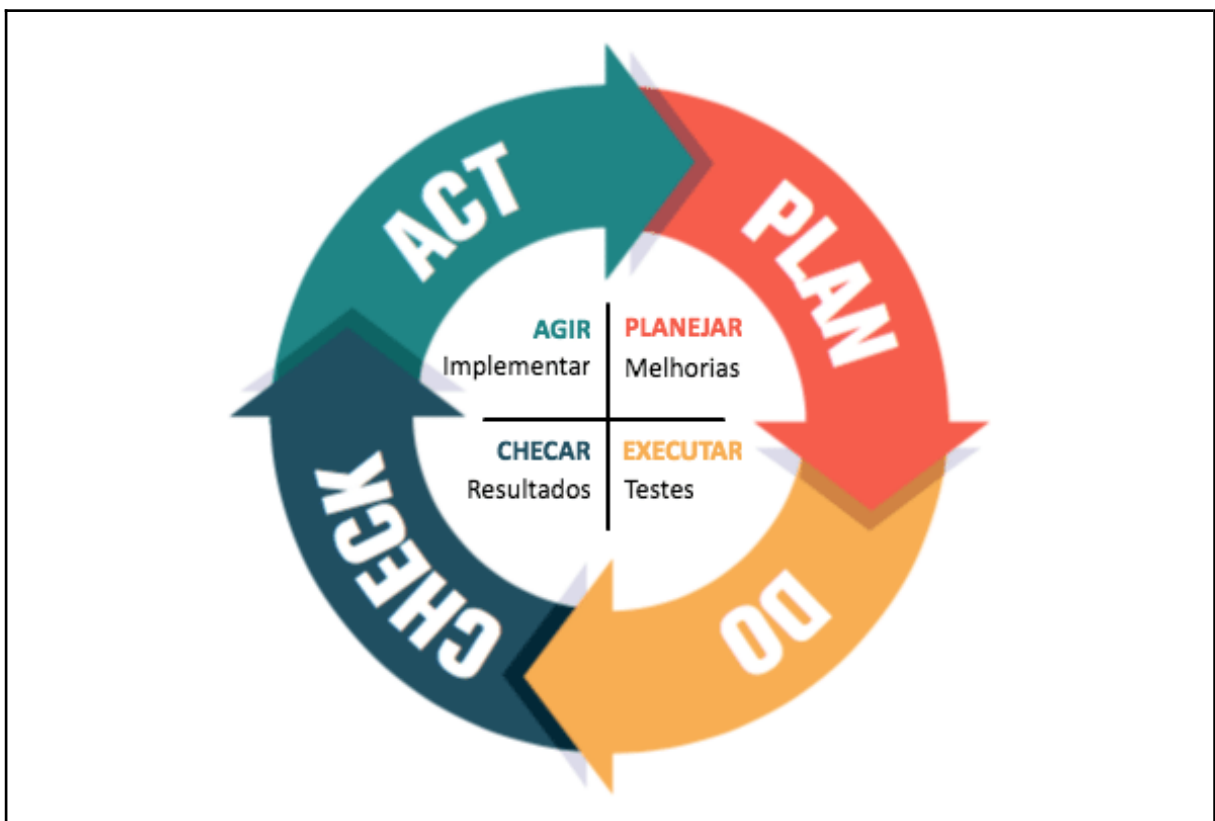 ACT
PLAN
AGIR
Implementar
PLANEJAR
Melhorias
CHECAR
Resultados
EXECUTAR
Testes
CHECK
DO